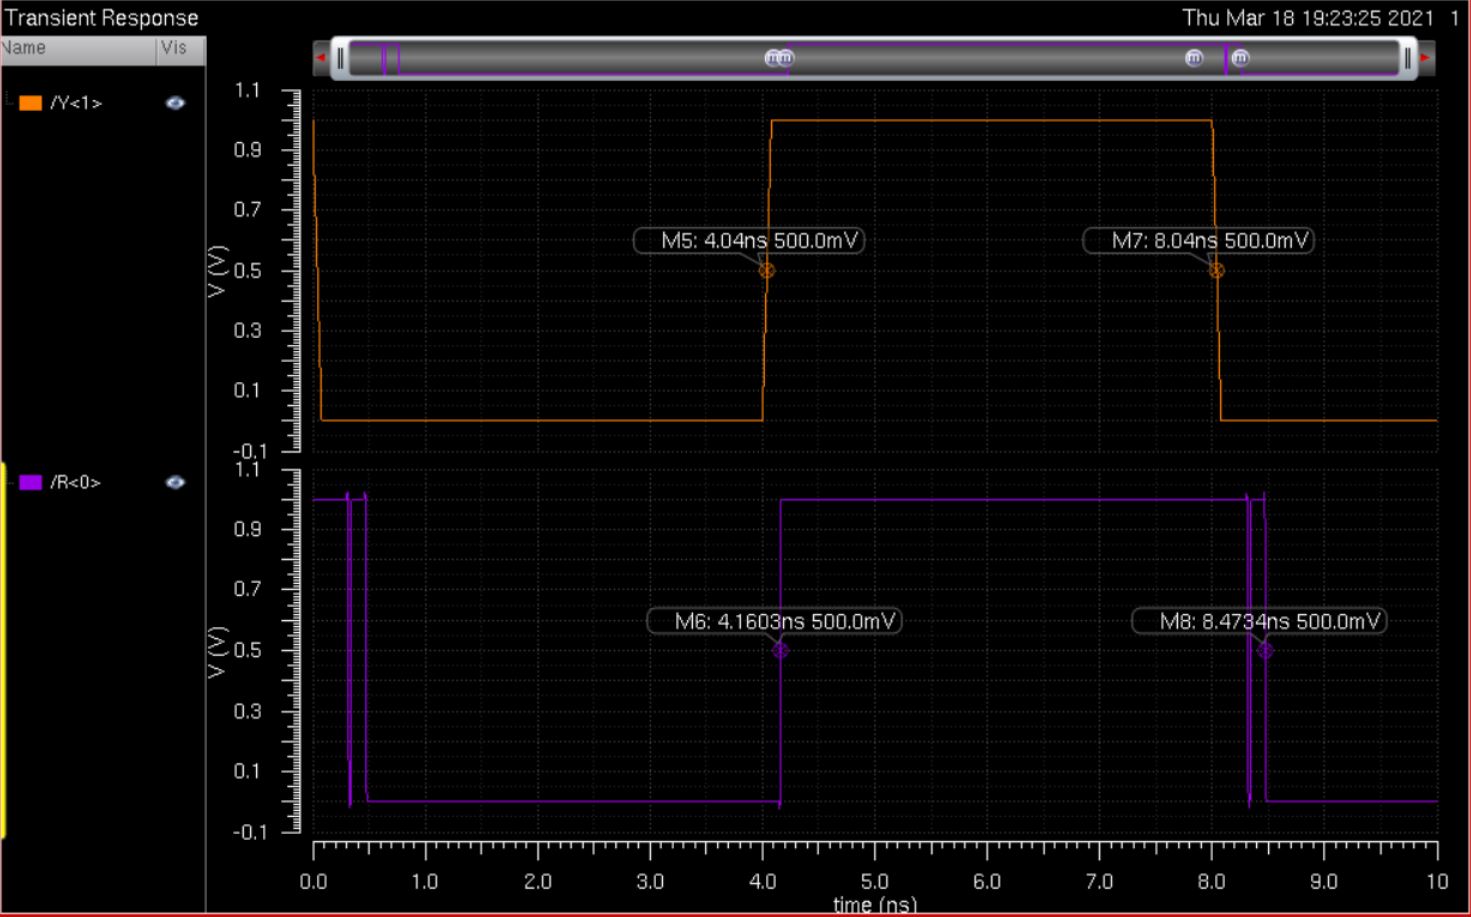 Transient Response
Thu Mar 18 19:23:25 2021 1
Name Vis
/Y<1>
1.1
0.9
0.7
0.5
0.3
0.1
-0.1
V (V)
M5: 4.04ns 500.0mV
M7: 8.04ns 500.0mV
/R<0>
1.1
0.9
0.7
0.5
0.3
0.1
-0.1
V (V)
M6: 4.1603ns 500.0mV
M8: 8.4734ns 500.0mV
0.0 1.0 2.0 3.0 4.0 5.0 6.0 7.0 8.0 9.0 10
time (ns)